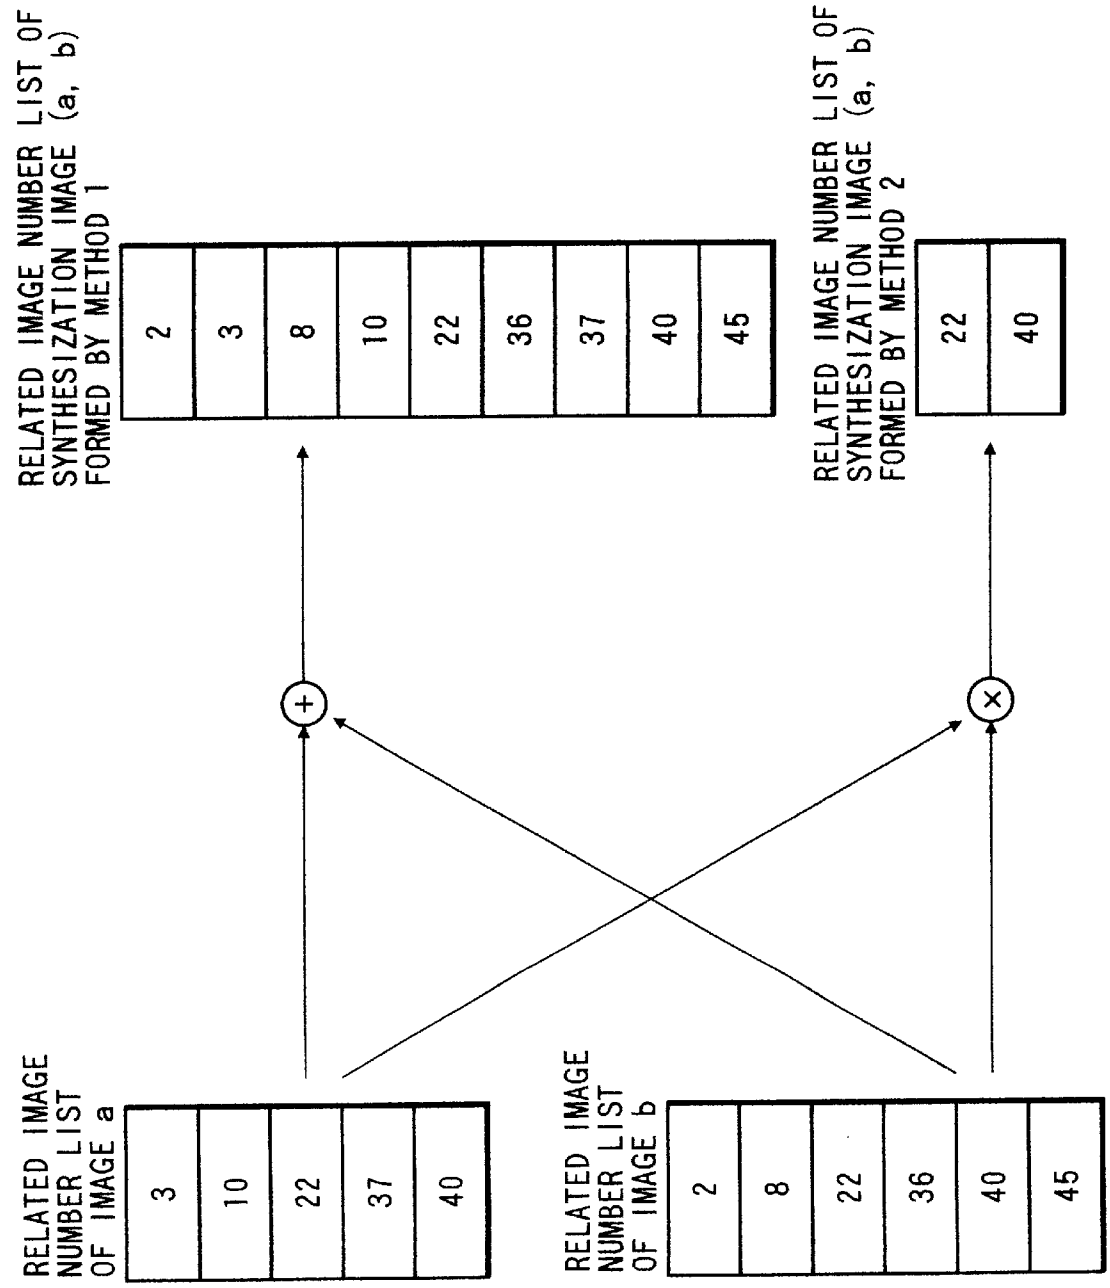 RELATED IMAGE
NUMBER LIST
OF IMAGE a
3
10
22
37
40
RELATED IMAGE
NUMBER LIST
OF IMAGE b
2
8
22
36
40
45
+
×
RELATED IMAGE NUMBER LIST OF
SYNTHESIZATION IMAGE (a, b)
FORMED BY METHOD 1
2
3
8
10
22
36
37
40
45
RELATED IMAGE NUMBER LIST OF
SYNTHESIZATION IMAGE (a, b)
FORMED BY METHOD 2
22
40